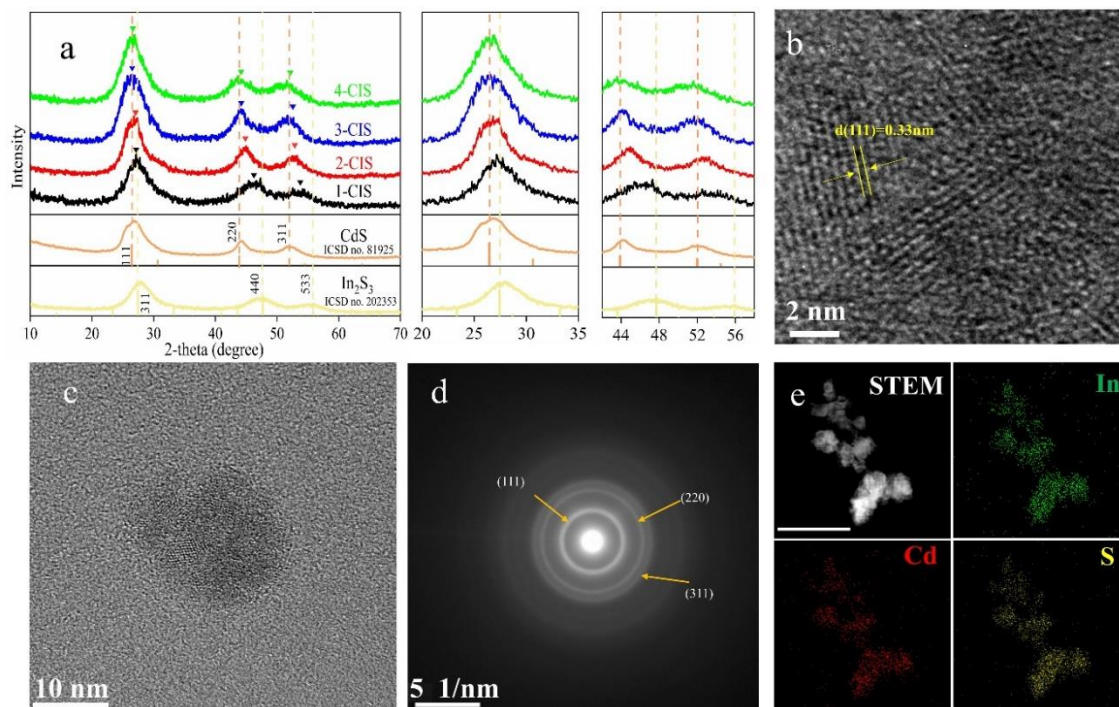 a
4-CIS
3-CIS
2-CIS
1-CIS
Intensity
111
220
311
CdS
ICSD no. 81925
311
440
533
In₂S₃
ICSD no. 202353
10 20 30 40 50 60 70
20 25 30 35
44 48 52 56
2-theta (degree)
b
d(111)=0.33nm
2 nm
c
10 nm
d
(111)
(220)
(311)
5 1/nm
e
STEM
In
Cd
S